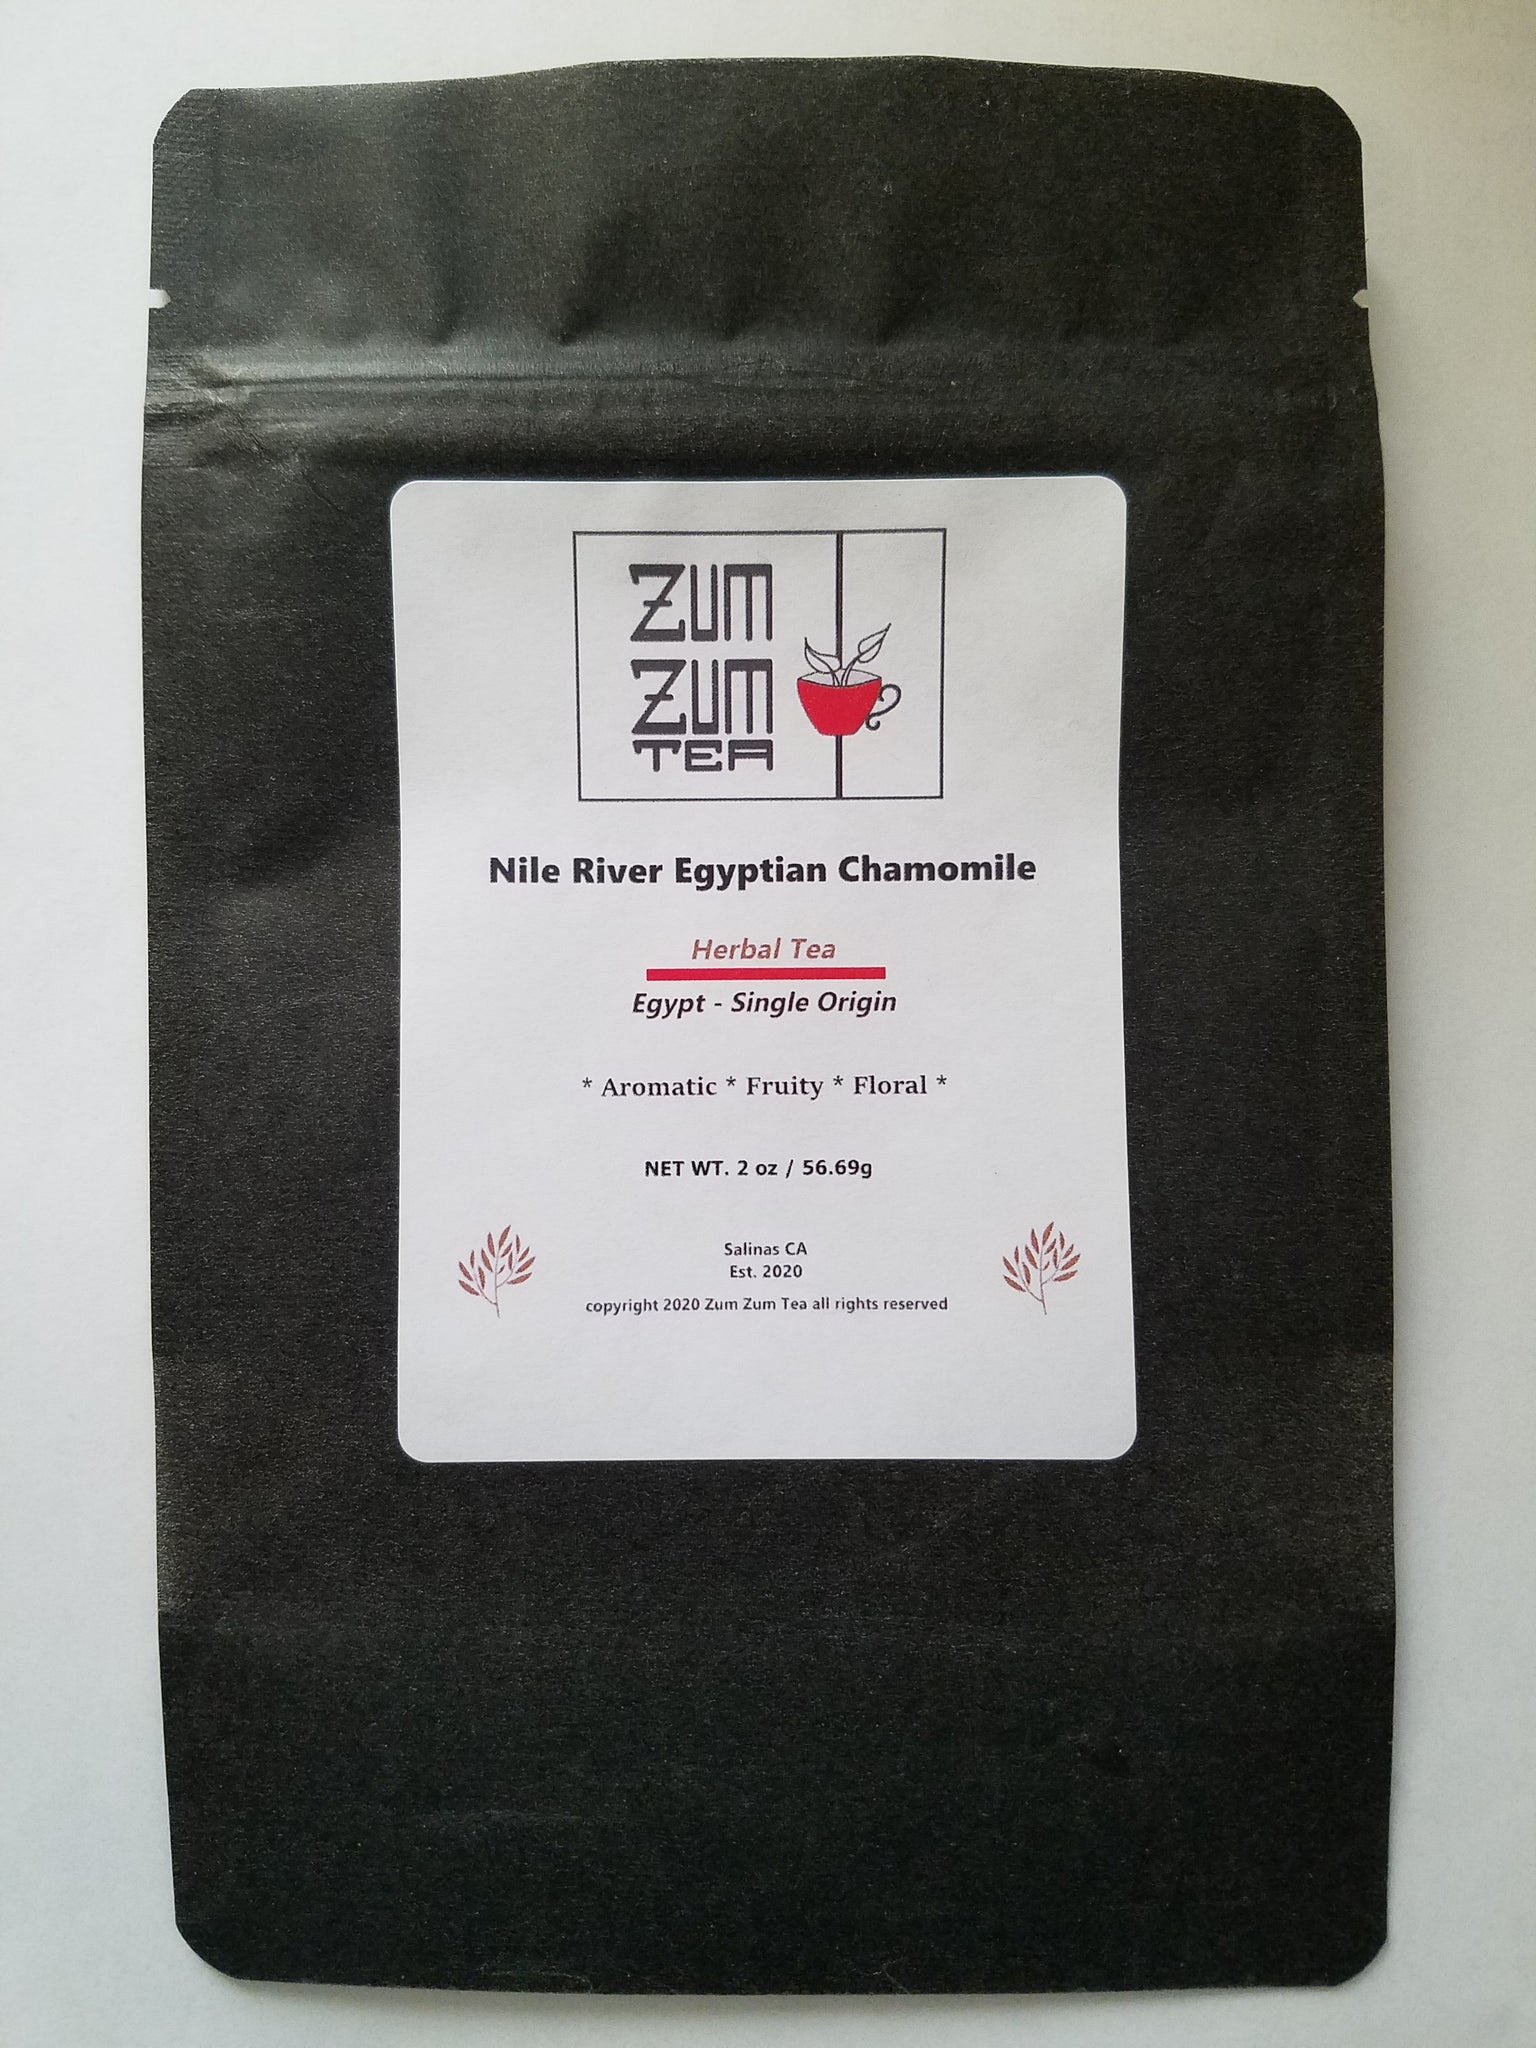 ZUM
ZUM
TEA
Nile River Egyptian Chamomile
Herbal Tea
Egypt - Single Origin
* Aromatic * Fruity * Floral *
NET WT. 2 oz / 56.69g
Salinas CA
Est. 2020
copyright 2020 Zum Zum Tea all rights reserved